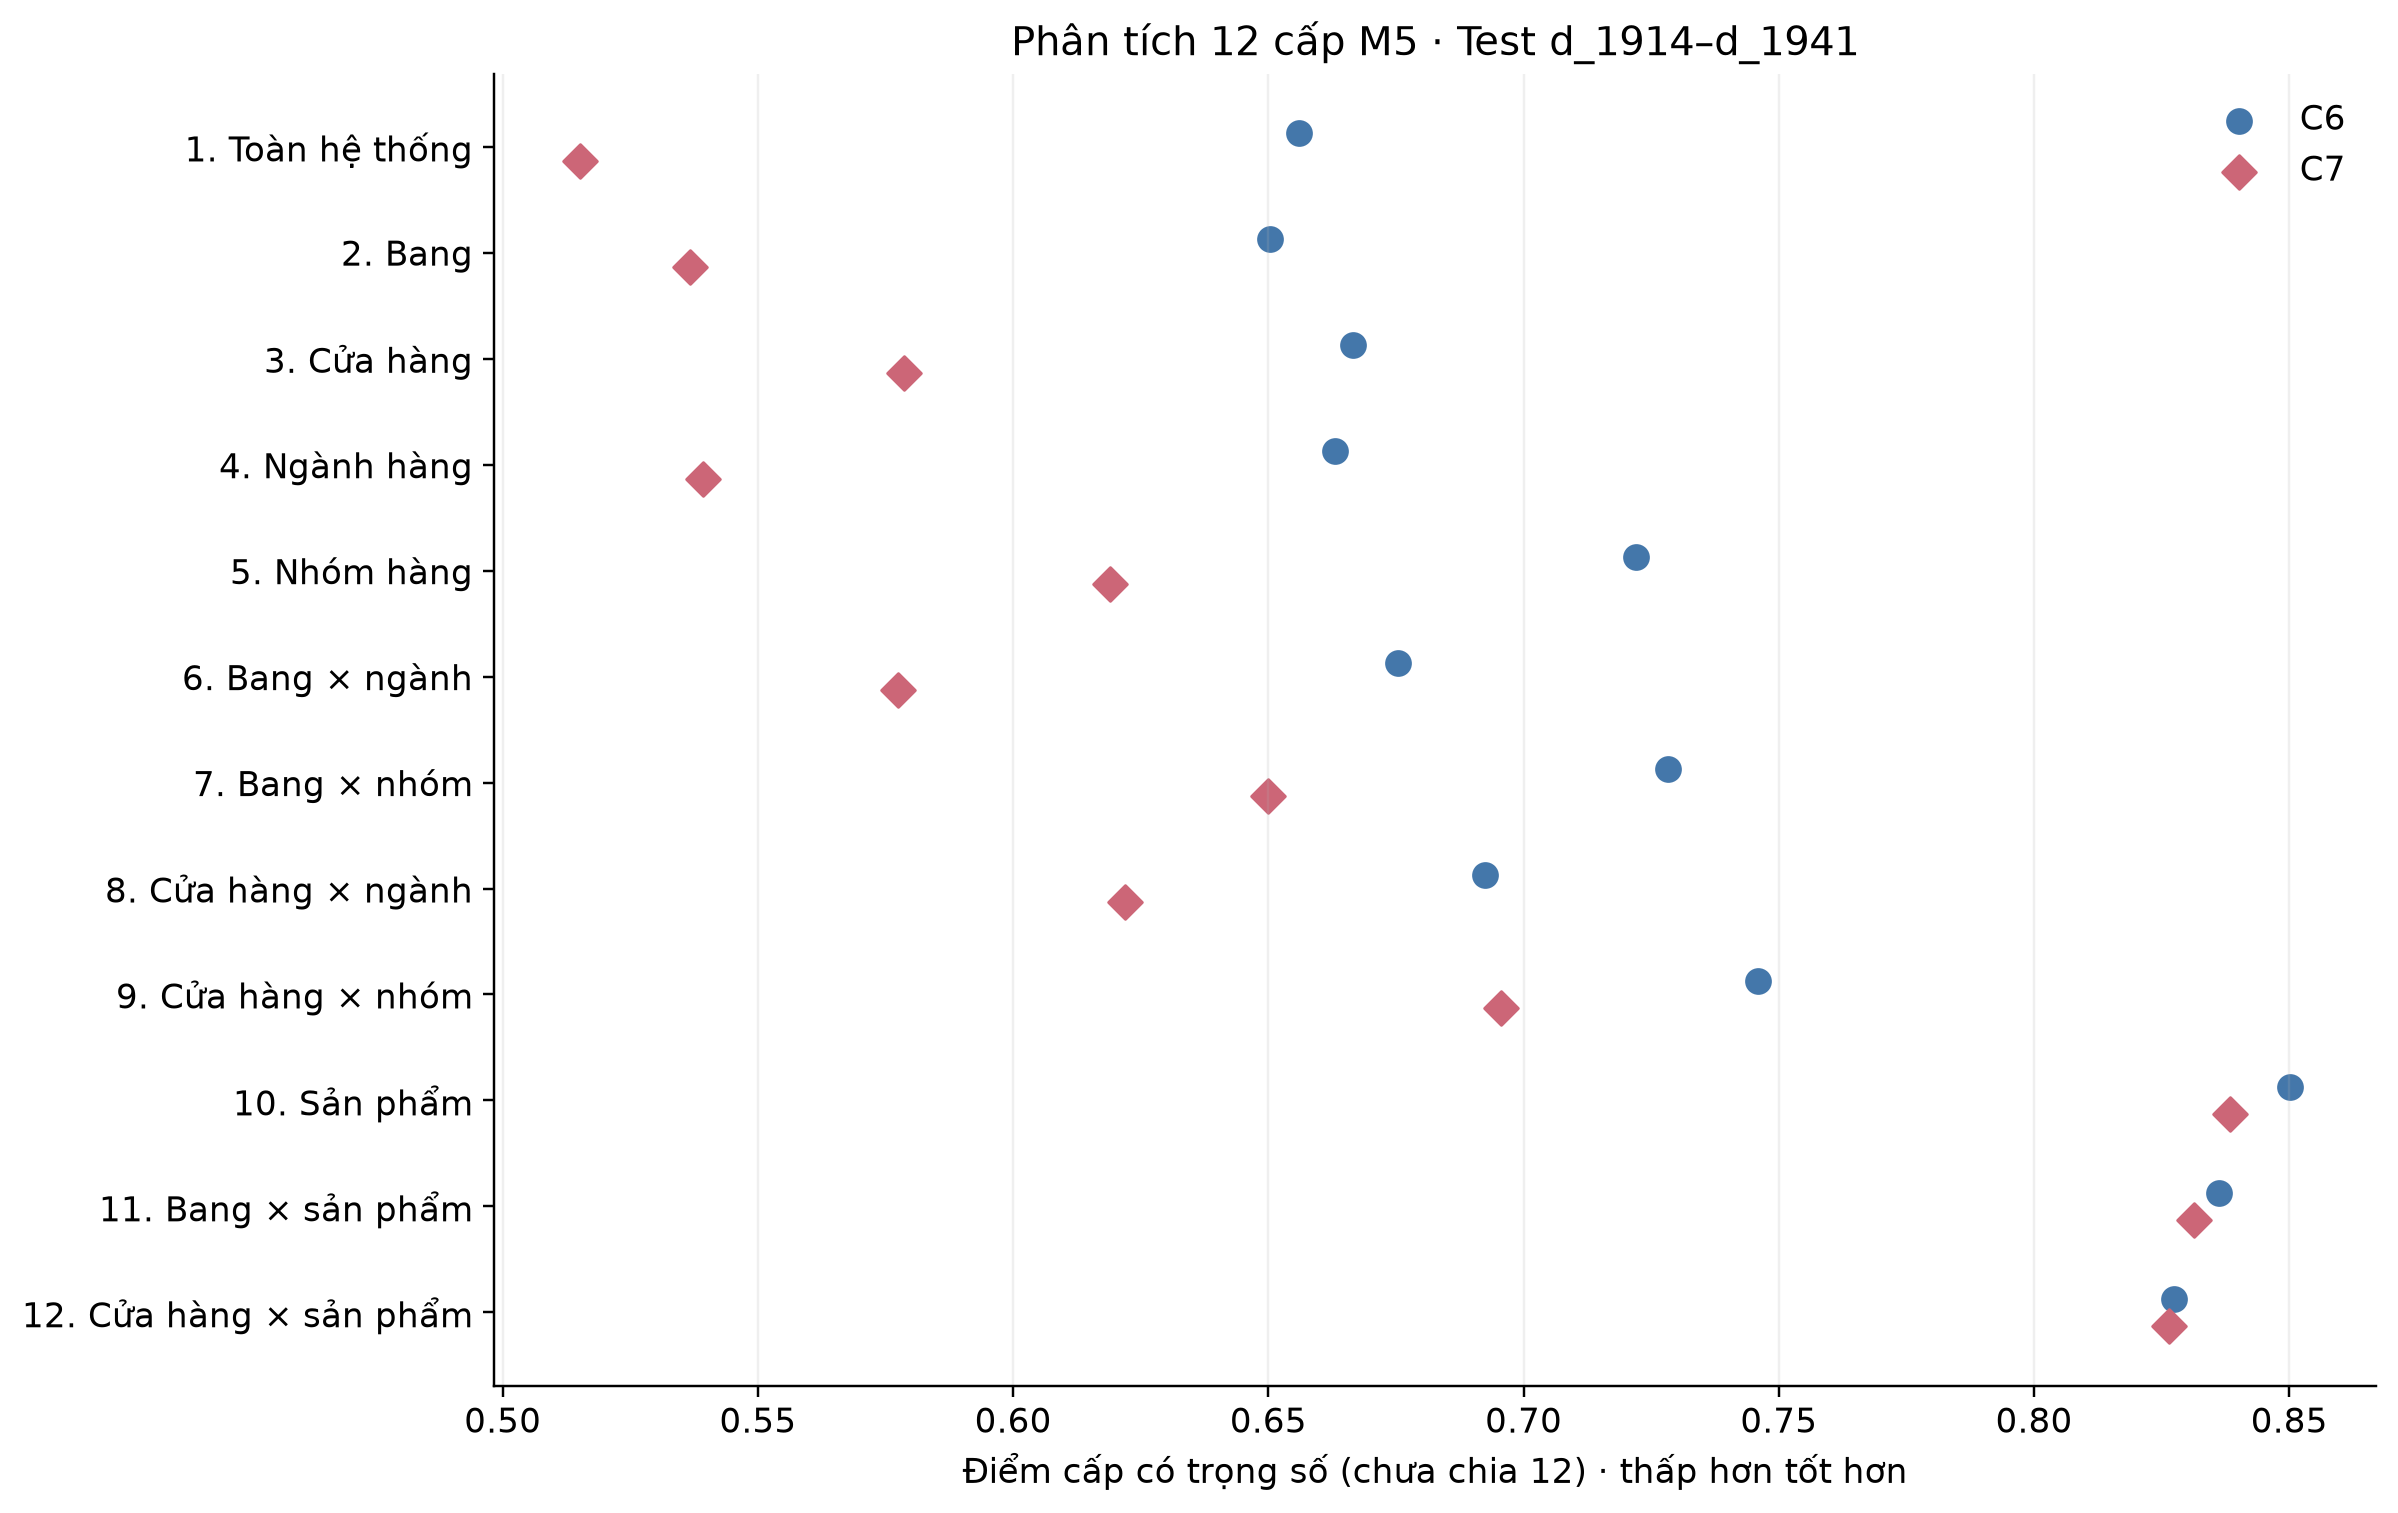 Phân tích 12 cấp M5 · Test d_1914–d_1941
C6
C7
1. Toàn hệ thống
2. Bang
3. Cửa hàng
4. Ngành hàng
5. Nhóm hàng
6. Bang × ngành
7. Bang × nhóm
8. Cửa hàng × ngành
9. Cửa hàng × nhóm
10. Sản phẩm
11. Bang × sản phẩm
12. Cửa hàng × sản phẩm
0.50 0.55 0.60 0.65 0.70 0.75 0.80 0.85
Điểm cấp có trọng số (chưa chia 12) · thấp hơn tốt hơn